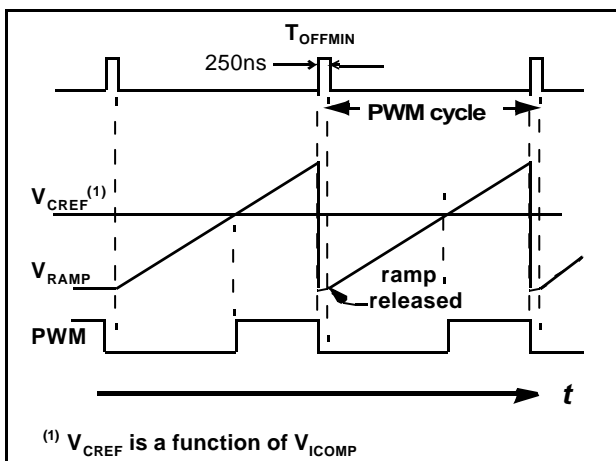 T_OFFMIN
250ns
PWM cycle
V_CREF^(1)
V_RAMP
ramp
released
PWM
t
^(1) V_CREF is a function of V_ICOMP